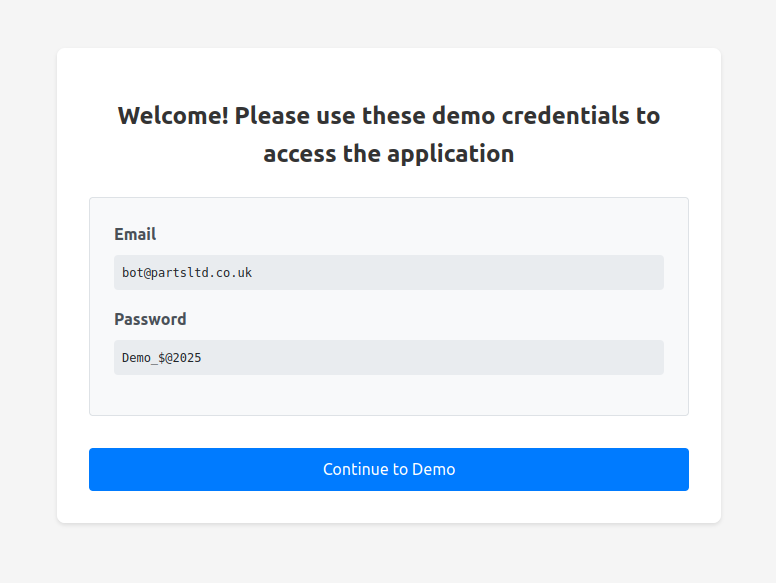 Welcome! Please use these demo credentials to
access the application
Email
bot@partsltd.co.uk
Password
Demo_$@2025
Continue to Demo